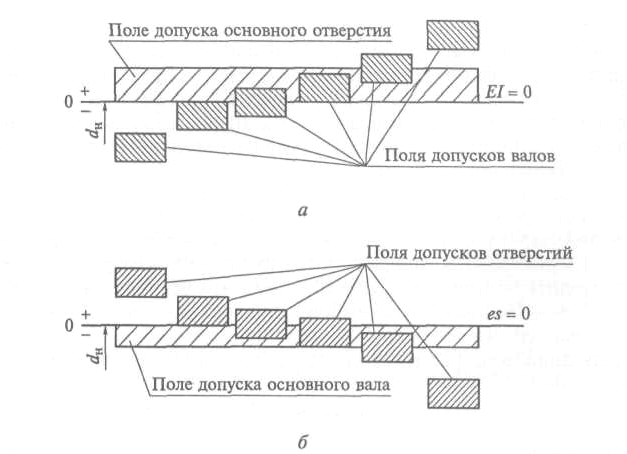 Поле допуска основного отверстия
+
0
−
EI = 0
dн
Поля допусков валов
а
Поля допусков отверстий
+
0
−
es = 0
dн
Поле допуска основного вала
б